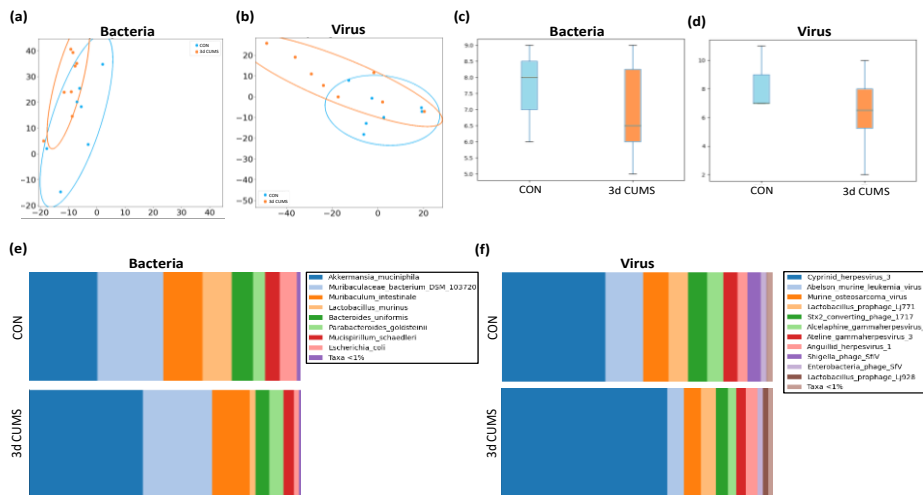 (a)
Bacteria
CON
3d CUMS
40
30
20
10
0
−10
−20
−20
−10
0
10
20
30
40
(b)
Virus
30
20
10
0
−10
−20
−30
−40
−50
CON
3d CUMS
−40
−20
0
20
(c)
Bacteria
9.0
8.5
8.0
7.5
7.0
6.5
6.0
5.5
5.0
CON
3d CUMS
(d)
Virus
10
8
6
4
2
CON
3d CUMS
(e)
Bacteria
CON
3d CUMS
Akkermansia_muciniphila
Muribaculaceae_bacterium_DSM_103720
Muribaculum_intestinale
Lactobacillus_murinus
Bacteroides_uniformis
Parabacteroides_goldsteinii
Mucispirillum_schaedleri
Escherichia_coli
Taxa <1%
(f)
Virus
CON
3d CUMS
Cyprinid_herpesvirus_3
Abelson_murine_leukemia_virus
Murine_osteosarcoma_virus
Lactobacillus_prophage_Lj771
Stx2_converting_phage_1717
Alcelaphine_gammaherpesvirus_
Ateline_gammaherpesvirus_3
Anguillid_herpesvirus_1
Shigella_phage_SfIV
Enterobacteria_phage_SfV
Lactobacillus_prophage_Lj928
Taxa <1%